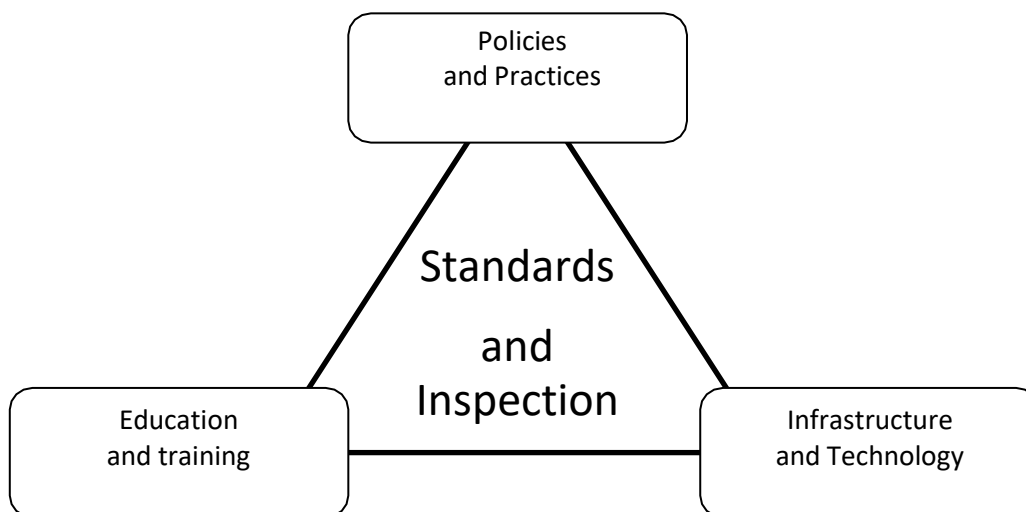 Policies
and Practices
Standards
and
Inspection
Education
and training
Infrastructure
and Technology